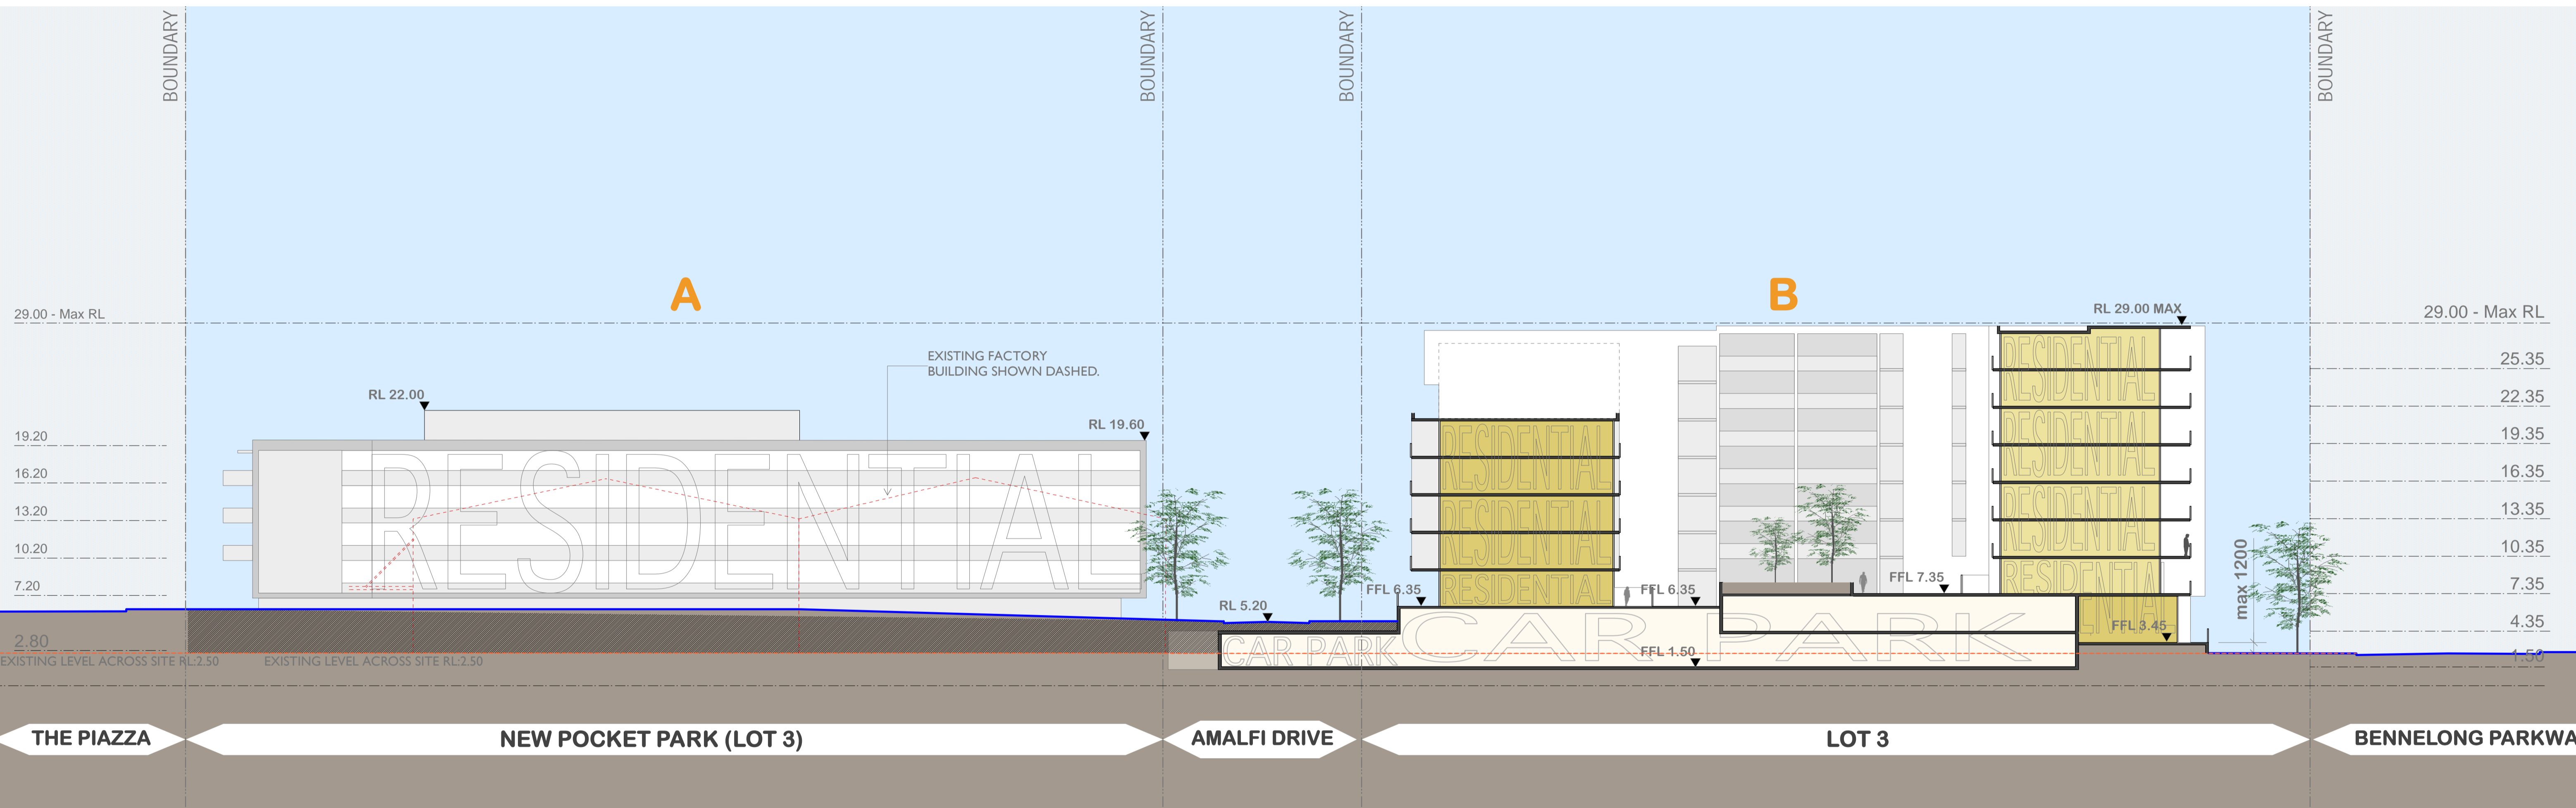 BOUNDARY
BOUNDARY
BOUNDARY
BOUNDARY
A
B
29.00 - Max RL
RL 29.00 MAX
29.00 - Max RL
EXISTING FACTORY
BUILDING SHOWN DASHED.
RL 22.00
RL 19.60
19.20
16.20
13.20
10.20
7.20
2.80
EXISTING LEVEL ACROSS SITE RL:2.50
EXISTING LEVEL ACROSS SITE RL:2.50
RESIDENTIAL
RL 5.20
CAR PARK
FFL 6.35
RESIDENTIAL
RESIDENTIAL
RESIDENTIAL
RESIDENTIAL
FFL 6.35
CAR PARK
FFL 1.50
FFL 7.35
RESIDENTIAL
RESIDENTIAL
RESIDENTIAL
RESIDENTIAL
RESIDENTIAL
RESIDENTIAL
RESIDENTIAL
ENTIAL
FFL 3.45
max 1200
25.35
22.35
19.35
16.35
13.35
10.35
7.35
4.35
1.50
THE PIAZZA
NEW POCKET PARK (LOT 3)
AMALFI DRIVE
LOT 3
BENNELONG PARKWA